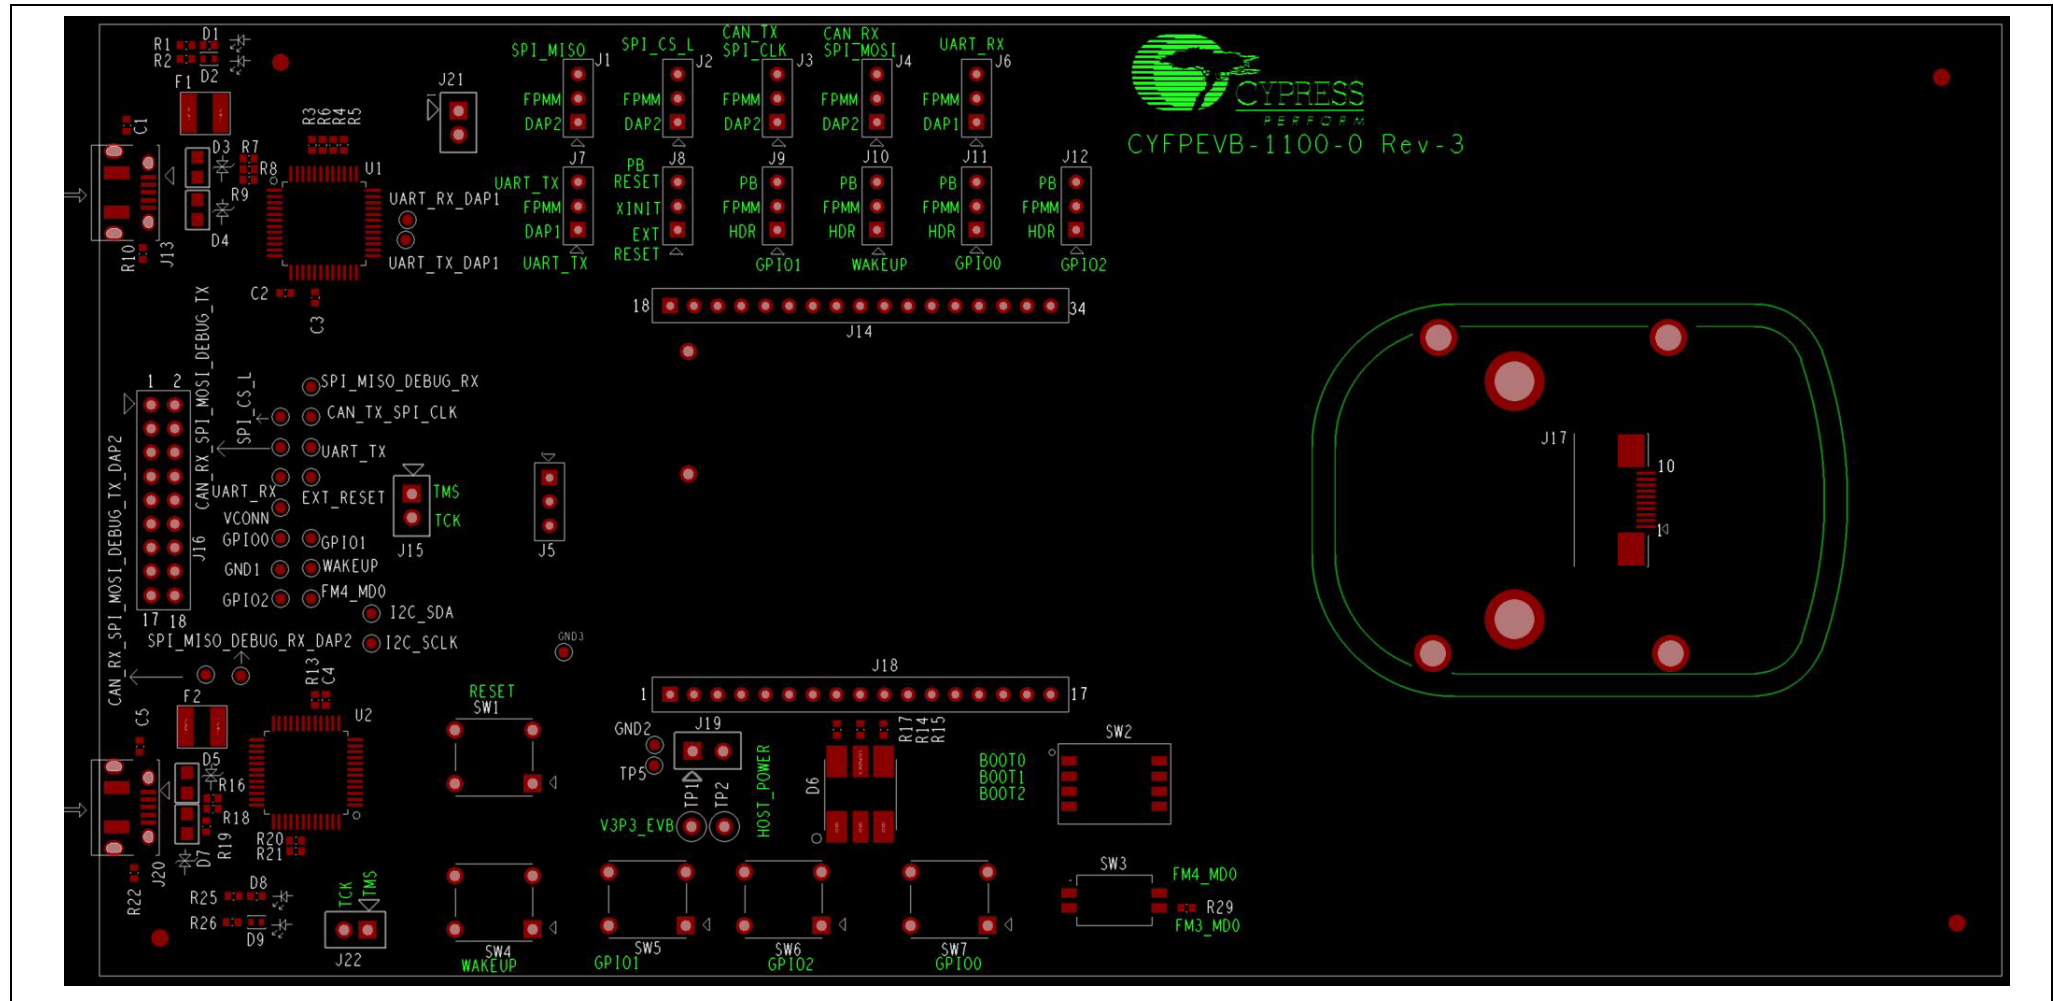 R1 D1
R2
D2
F1
C1
D3 R7
R8
R9
D4
R10
J13
R3 R6 R4 R5
U1
C2
C3
J21
UART_RX_DAP1
UART_TX_DAP1
SPI_MISO J1
FPMM
DAP2
SPI_CS_L J2
FPMM
DAP2
CAN_TX
SPI_CLK J3
FPMM
DAP2
CAN_RX
SPI_MOSI J4
FPMM
DAP2
UART_RX J6
FPMM
DAP1
J7
UART_TX
FPMM
DAP1
UART_TX
J8
PB
RESET
XINIT
EXT
RESET
J9
PB
FPMM
HDR
GPIO1
J10
PB
FPMM
HDR
WAKEUP
J11
PB
FPMM
HDR
GPIO0
J12
PB
FPMM
HDR
GPIO2
CYPRESS
PERFORM
CYFPEVB-1100-0 Rev-3
18 34
J14
1 2
J16
17 18
CAN_RX_SPI_MOSI_DEBUG_TX_DAP2
CAN_RX_SPI_MOSI_DEBUG_TX
SPI_CS_L
SPI_MISO_DEBUG_RX
CAN_TX_SPI_CLK
UART_TX
UART_RX
EXT_RESET
VCONN
GPIO0 GPIO1
GND1 WAKEUP
GPIO2 FM4_MD0
I2C_SDA
I2C_SCLK
SPI_MISO_DEBUG_RX_DAP2
TMS
TCK
J15
J5
GND3
J17
10
1
J18
1 17
F2
C5
R13 C4
U2
D5
R16
R18
R19
D7
J20
R22
R20
R21
R25 D8
R26
D9
TCK TMS
J22
RESET
SW1
GND2
TP5
J19
TP1 TP2
V3P3_EVB
HOST_POWER
R17 R14 R15
D6
SW2
BOOT0
BOOT1
BOOT2
SW3
FM4_MD0
R29
FM3_MD0
SW4
WAKEUP
SW5
GPIO1
SW6
GPIO2
SW7
GPIO0